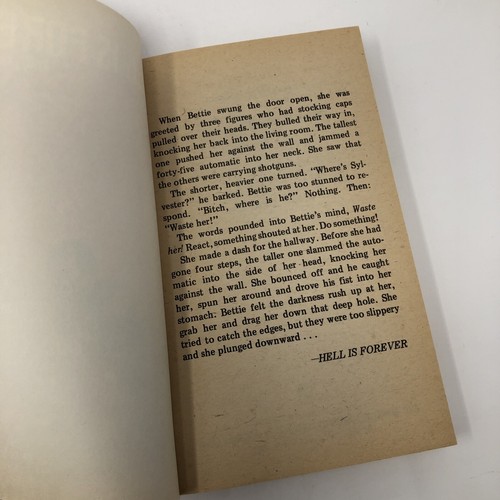 When Bettie swung the door open, she was
greeted by three figures who had stocking caps
pulled over their heads. They bulled their way in,
knocking her back into the living room. The tallest
one pushed her against the wall and jammed a
forty-five automatic into her neck. She saw that
the others were carrying shotguns.
The shorter, heavier one turned. “Where's Syl-
vester?” he barked. Bettie was too stunned to re-
spond. “Bitch, where is he?” Nothing. Then:
“Waste her!”
The words pounded into Bettie's mind, Waste
her! React, something shouted at her. Do something!
She made a dash for the hallway. Before she had
gone four steps, the taller one slammed the auto-
matic into the side of her head, knocking her
against the wall. She bounced off and he caught
her, spun her around and drove his fist into her
stomach: Bettie felt the darkness rush up at her,
grab her and drag her down that deep hole. She
tried to catch the edges, but they were too slippery
and she plunged downward . . .
—HELL IS FOREVER